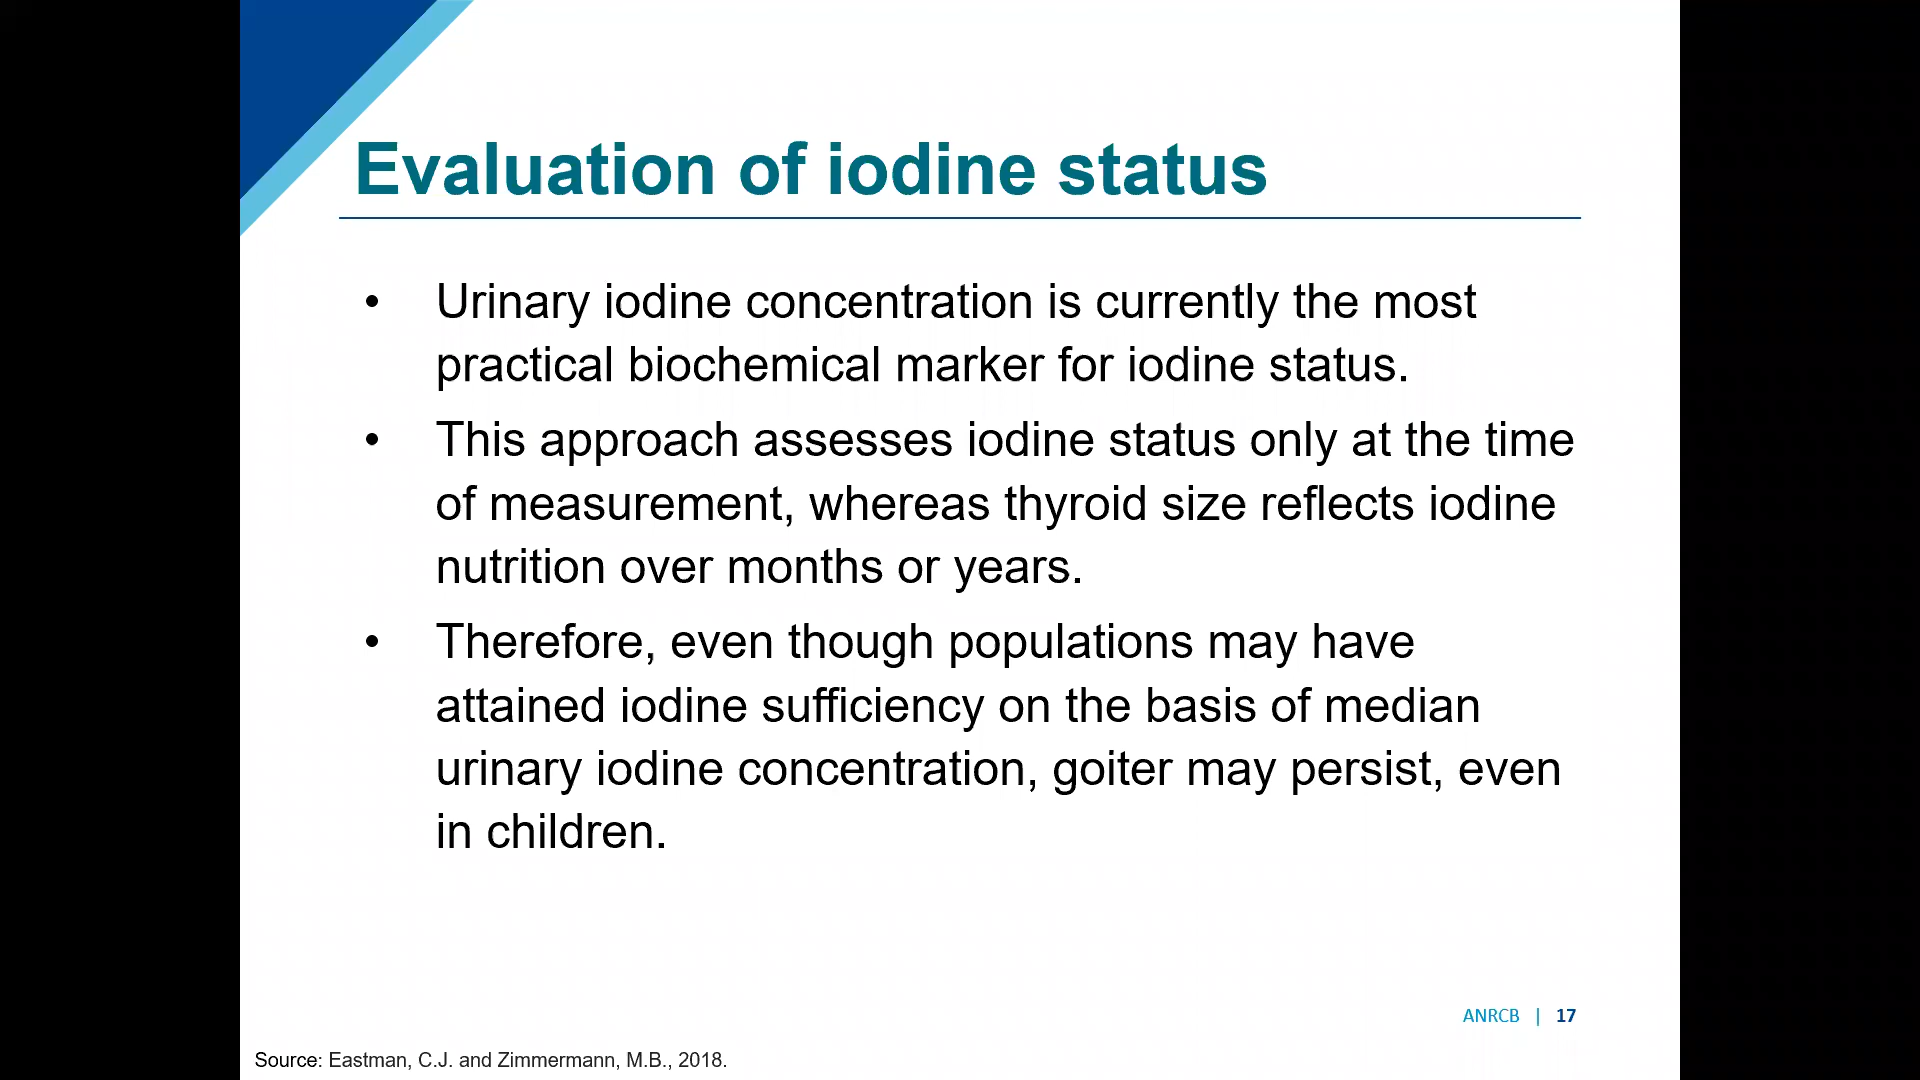 Evaluation of iodine status
• Urinary iodine concentration is currently the most
practical biochemical marker for iodine status.
• This approach assesses iodine status only at the time
of measurement, whereas thyroid size reflects iodine
nutrition over months or years.
• Therefore, even though populations may have
attained iodine sufficiency on the basis of median
urinary iodine concentration, goiter may persist, even
in children.
ANRCB | 17
Source: Eastman, C.J. and Zimmermann, M.B., 2018.